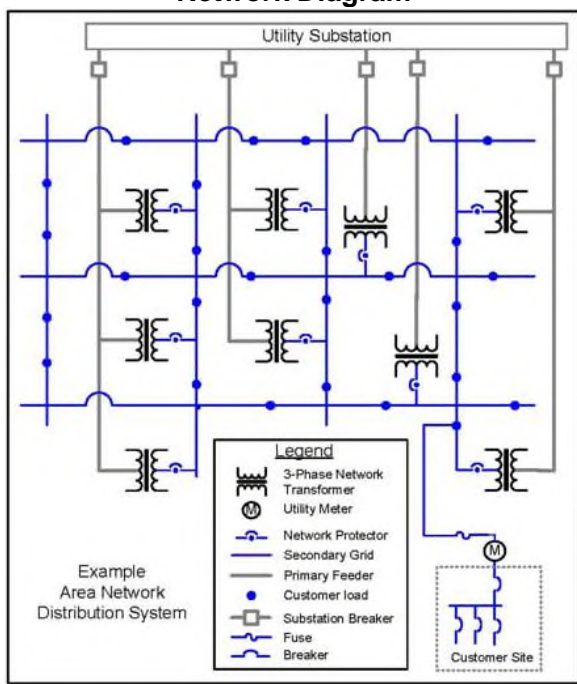 Network Diagram
Utility Substation
Legend
3-Phase Network
Transformer
Utility Meter
Network Protector
Secondary Grid
Primary Feeder
Customer load
Substation Breaker
Fuse
Breaker
M
Example
Area Network
Distribution System
M
Customer Site